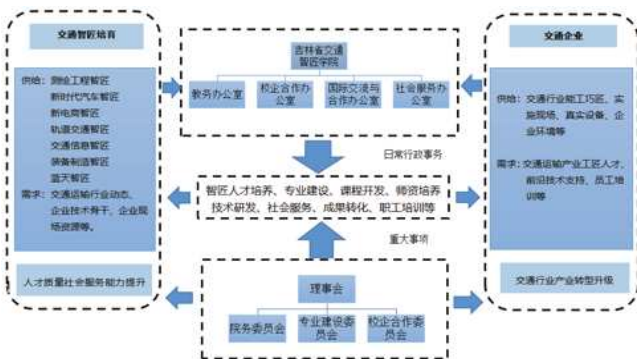 交通智匠培育
供给：测绘工程智匠
新时代汽车智匠
新电商智匠
轨道交通智匠
交通信息智匠
装备制造智匠
蓝天智匠
需求：交通运输行业动态、
企业技术骨干、企业现
场资源等。
人才质量社会服务能力提升
吉林省交通
智匠学院
教务办公室
校企合作办
公室
国际交流与
合作办公室
社会服务办
公室
日常行政事务
智匠人才培养、专业建设、课程开发、师资培养
技术研发、社会服务、成果转化、职工培训等
重大事项
理事会
院务委员会
专业建设委
员会
校企合作委
员会
交通企业
供给：交通行业能工巧匠、实
施现场、真实设备、企
业环境等
需求：交通运输产业工匠人才、
前沿技术支持、员工培
训等
交通行业产业转型升级